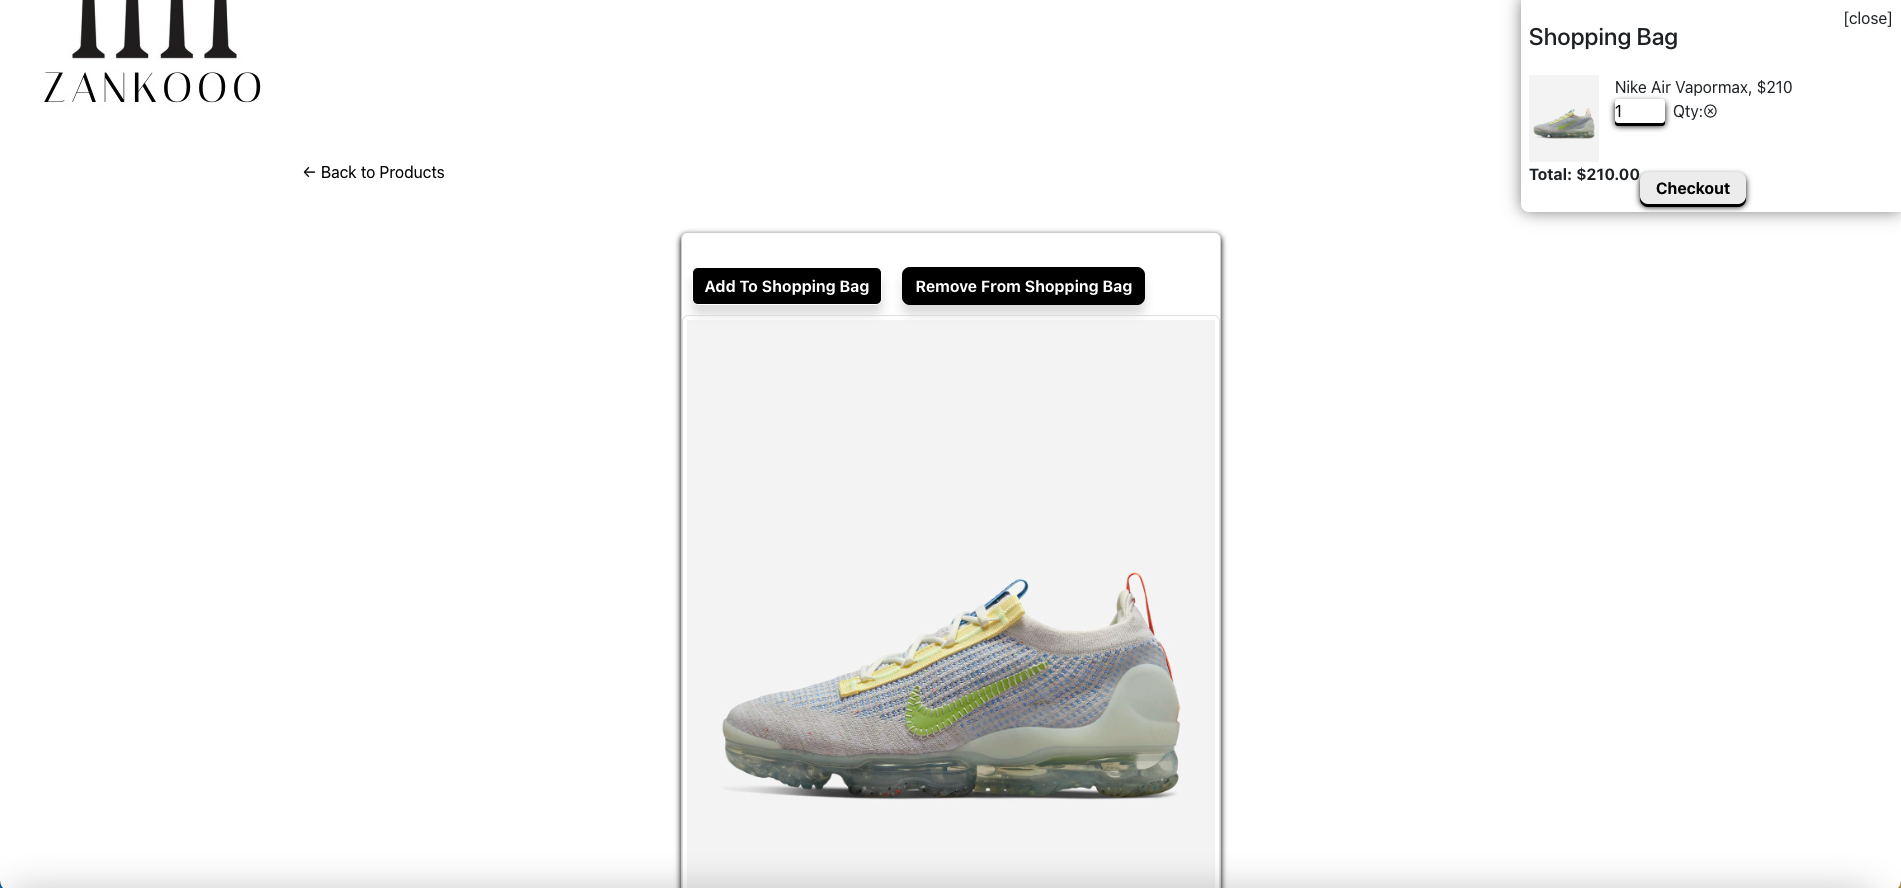 ZANKOOO
← Back to Products
[close]
Shopping Bag
Nike Air Vapormax, $210
1 Qty:⊗
Total: $210.00
Checkout
Add To Shopping Bag Remove From Shopping Bag